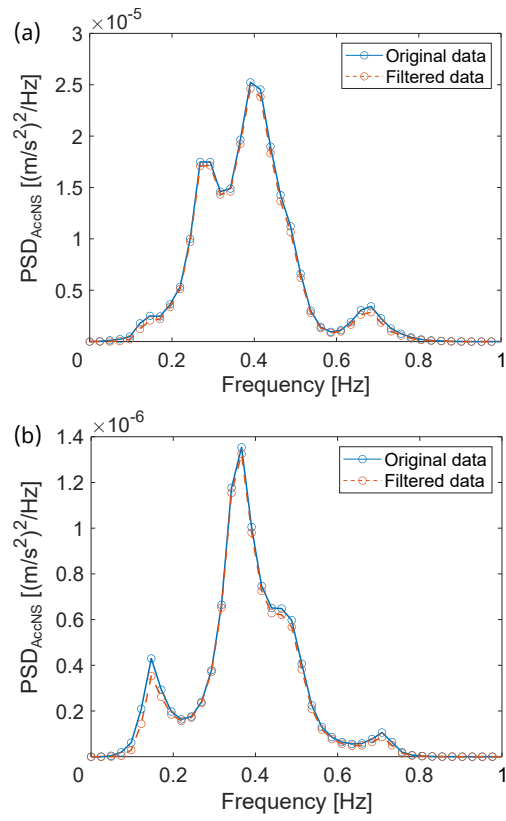 (a)
×10⁻⁵
3
2.5
2
1.5
1
0.5
0
0.2
0.4
0.6
0.8
1
PSD_AccNS [(m/s²)²/Hz]
Frequency [Hz]
Original data
Filtered data
(b)
×10⁻⁶
1.4
1.2
1
0.8
0.6
0.4
0.2
0
0.2
0.4
0.6
0.8
1
PSD_AccNS [(m/s²)²/Hz]
Frequency [Hz]
Original data
Filtered data